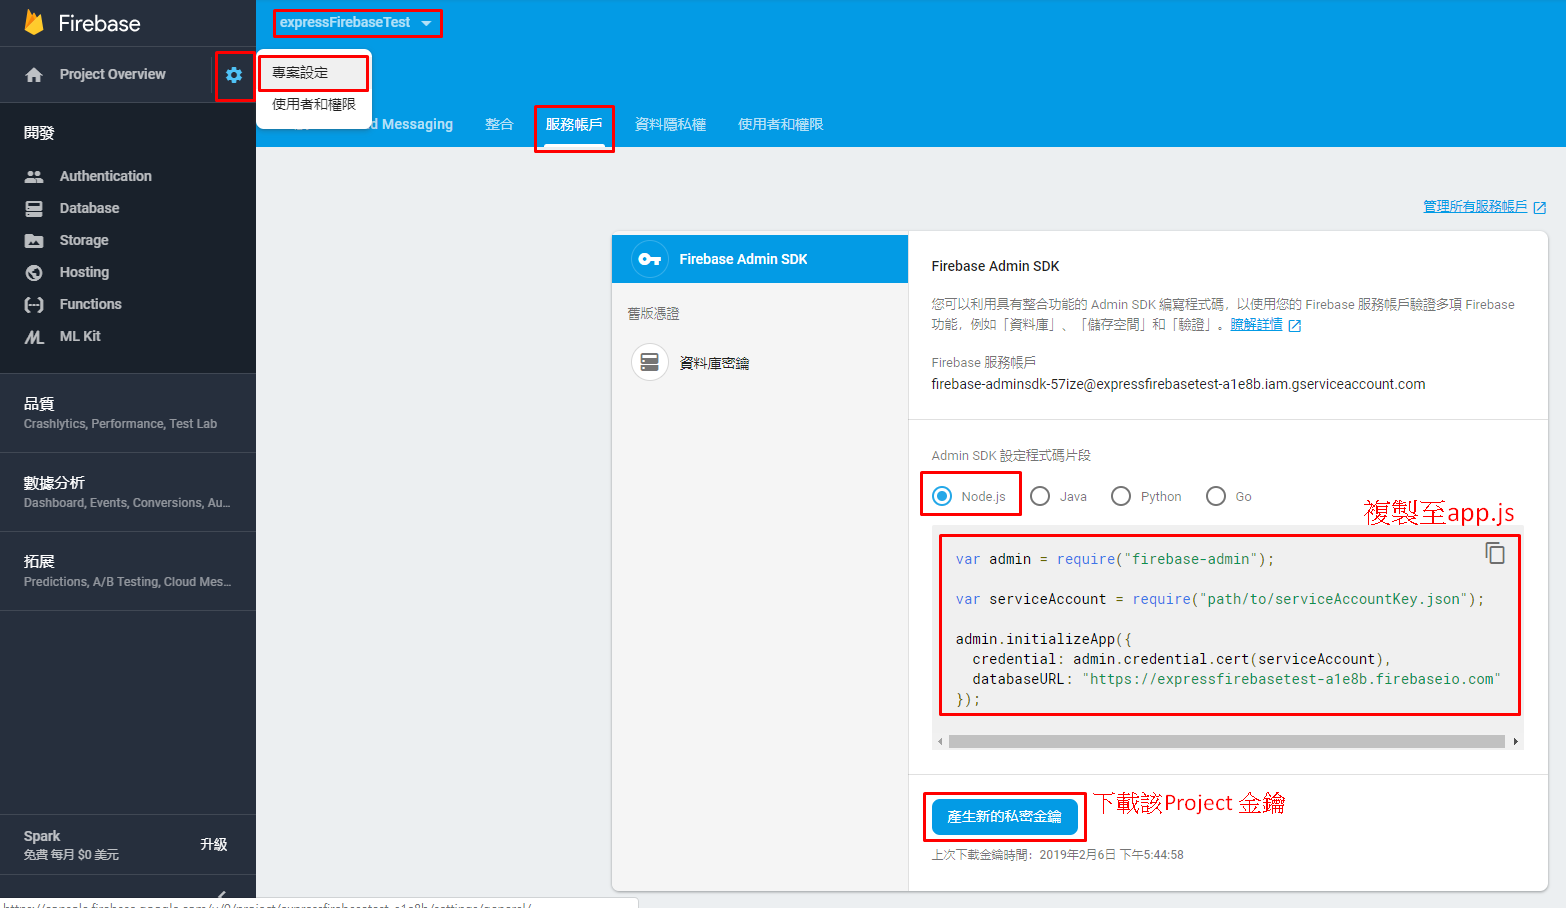 Firebase
expressFirebaseTest
Project Overview
專案設定
使用者和權限
d Messaging
整合
服務帳戶
資料隱私權
使用者和權限
開發
Authentication
Database
Storage
Hosting
Functions
ML Kit
品質
Crashlytics, Performance, Test Lab
數據分析
Dashboard, Events, Conversions, Au...
拓展
Predictions, A/B Testing, Cloud Mes...
Spark
免費 每月 $0 美元
升級
管理所有服務帳戶
Firebase Admin SDK
舊版憑證
資料庫密鑰
Firebase Admin SDK
您可以利用具有整合功能的 Admin SDK 編寫程式碼，以使用您的 Firebase 服務帳戶驗證多項 Firebase
功能，例如「資料庫」、「儲存空間」和「驗證」。瞭解詳情
Firebase 服務帳戶
firebase-adminsdk-57ize@expressfirebasetest-a1e8b.iam.gserviceaccount.com
Admin SDK 設定程式碼片段
Node.js
Java
Python
Go
複製至app.js
var admin = require("firebase-admin");
var serviceAccount = require("path/to/serviceAccountKey.json");
admin.initializeApp({
credential: admin.credential.cert(serviceAccount),
databaseURL: "https://expressfirebasetest-a1e8b.firebaseio.com"
});
產生新的私密金鑰
下載該Project 金鑰
上次下載金鑰時間：2019年2月6日 下午5:44:58